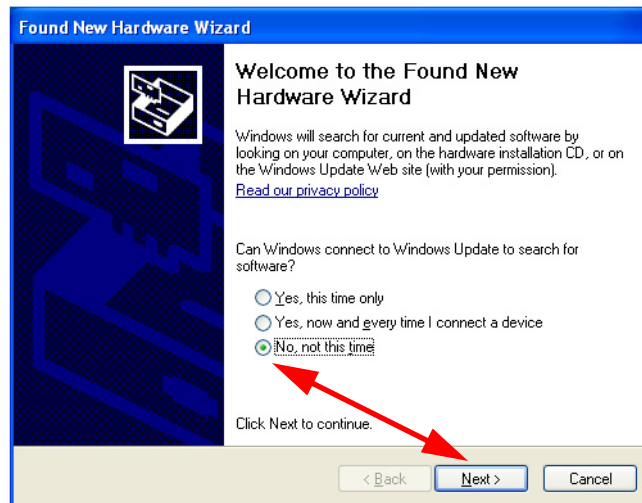 Found New Hardware Wizard
Welcome to the Found New
Hardware Wizard
Windows will search for current and updated software by
looking on your computer, on the hardware installation CD, or on
the Windows Update Web site (with your permission).
Read our privacy policy
Can Windows connect to Windows Update to search for
software?
Yes, this time only
Yes, now and every time I connect a device
No, not this time
Click Next to continue.
< Back
Next >
Cancel